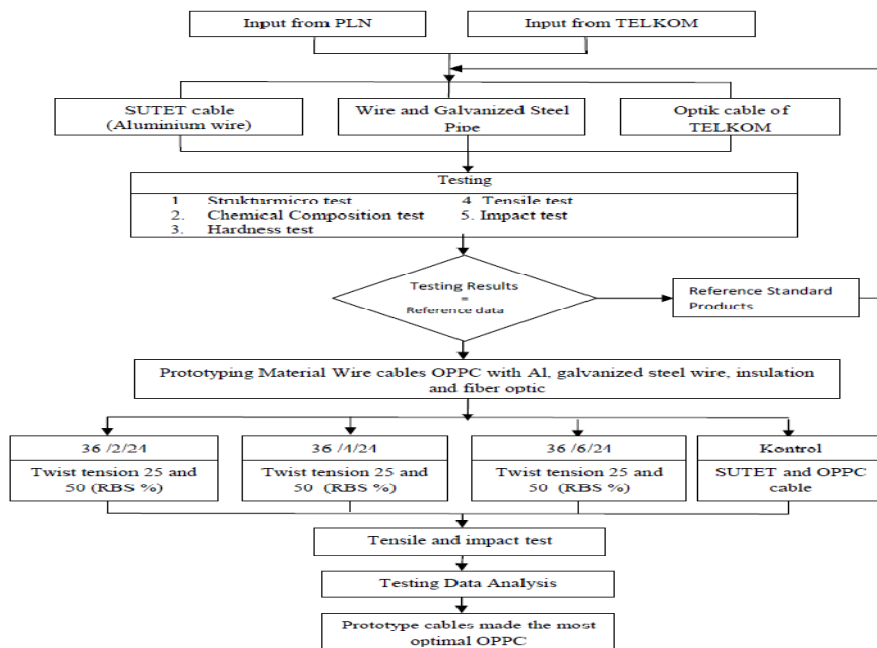 Input from PLN
Input from TELKOM
SUTET cable
(Aluminium wire)
Wire and Galvanized Steel
Pipe
Optik cable of
TELKOM
Testing
1 Strukturmicro test
2. Chemical Composition test
3. Hardness test
4 Tensile test
5. Impact test
Testing Results
=
Reference data
Reference Standard
Products
Prototyping Material Wire cables OPPC with Al, galvanized steel wire, insulation
and fiber optic
36 /2/24
Twist tension 25 and
50 (RBS %)
36 /4/24
Twist tension 25 and
50 (RBS %)
36 /6/24
Twist tension 25 and
50 (RBS %)
Kontrol
SUTET and OPPC
cable
Tensile and impact test
Testing Data Analysis
Prototype cables made the most
optimal OPPC